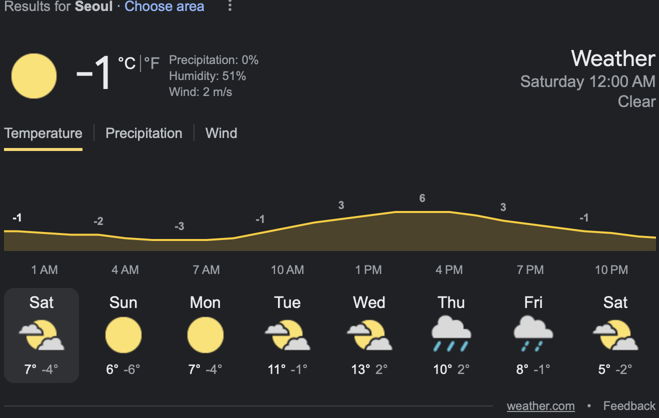 Results for Seoul · Choose area
-1 °C | °F
Precipitation: 0%
Humidity: 51%
Wind: 2 m/s
Weather
Saturday 12:00 AM
Clear
Temperature | Precipitation | Wind
-1 -2 -3 -1 3 6 3 -1
1 AM 4 AM 7 AM 10 AM 1 PM 4 PM 7 PM 10 PM
Sat Sun Mon Tue Wed Thu Fri Sat
7° -4° 6° -6° 7° -4° 11° -1° 13° 2° 10° 2° 8° -1° 5° -2°
weather.com • Feedback